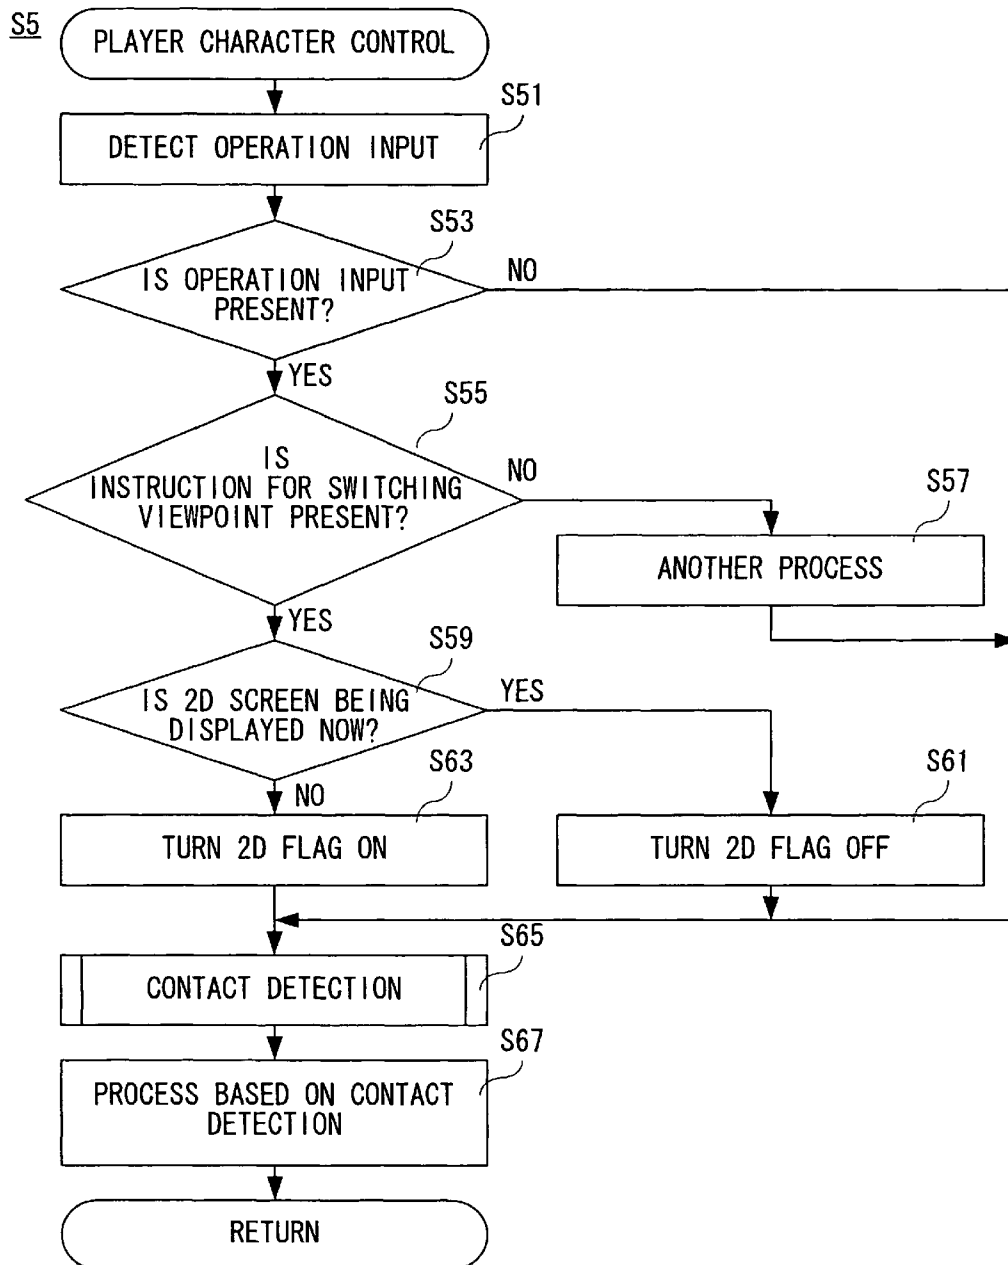 S5
PLAYER CHARACTER CONTROL
S51
DETECT OPERATION INPUT
S53
IS OPERATION INPUT
PRESENT?
NO
YES
S55
IS
INSTRUCTION FOR SWITCHING
VIEWPOINT PRESENT?
NO
S57
ANOTHER PROCESS
YES
S59
IS 2D SCREEN BEING
DISPLAYED NOW?
YES
NO
S63
TURN 2D FLAG ON
S61
TURN 2D FLAG OFF
S65
CONTACT DETECTION
S67
PROCESS BASED ON CONTACT
DETECTION
RETURN